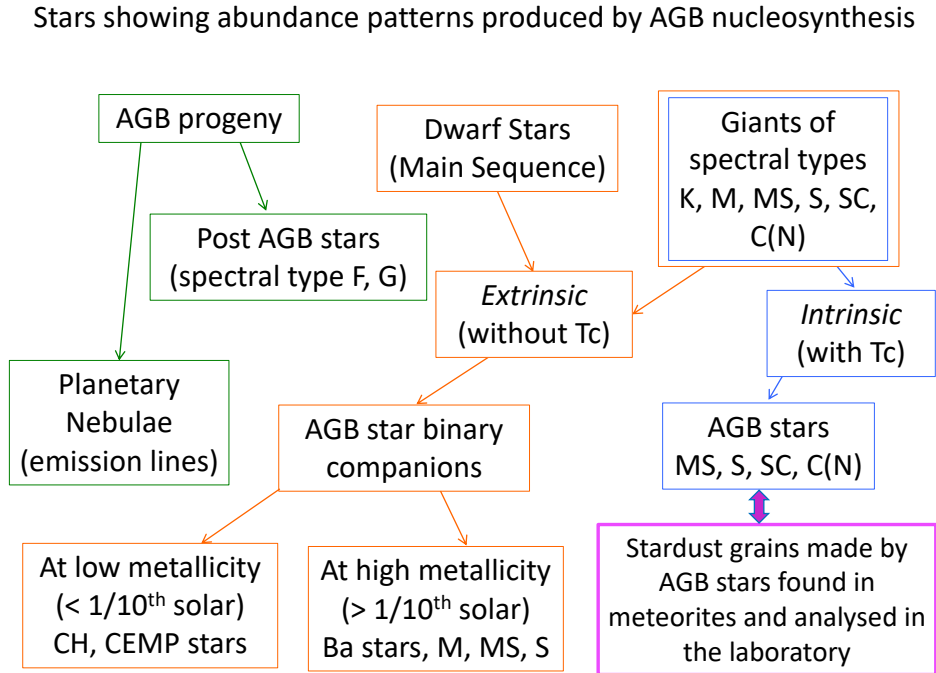 Stars showing abundance patterns produced by AGB nucleosynthesis
AGB progeny
Dwarf Stars
(Main Sequence)
Giants of
spectral types
K, M, MS, S, SC,
C(N)
Post AGB stars
(spectral type F, G)
Extrinsic
(without Tc)
Intrinsic
(with Tc)
Planetary
Nebulae
(emission lines)
AGB star binary
companions
AGB stars
MS, S, SC, C(N)
At low metallicity
(< 1/10th solar)
CH, CEMP stars
At high metallicity
(> 1/10th solar)
Ba stars, M, MS, S
Stardust grains made by
AGB stars found in
meteorites and analysed in
the laboratory